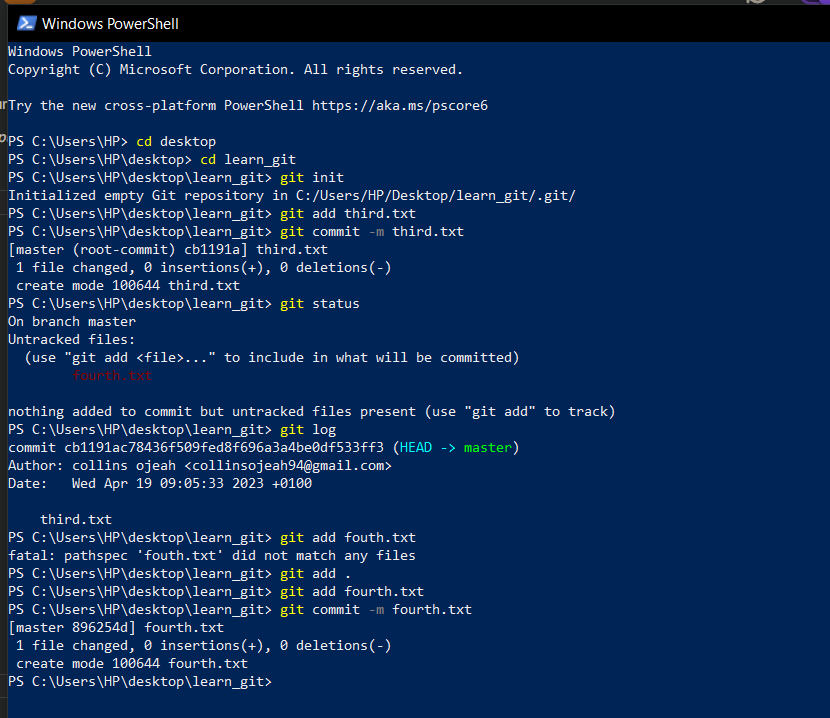 Windows PowerShell
Windows PowerShell
Copyright (C) Microsoft Corporation. All rights reserved.
Try the new cross-platform PowerShell https://aka.ms/pscore6
PS C:\Users\HP> cd desktop
PS C:\Users\HP\desktop> cd learn_git
PS C:\Users\HP\desktop\learn_git> git init
Initialized empty Git repository in C:/Users/HP/Desktop/learn_git/.git/
PS C:\Users\HP\desktop\learn_git> git add third.txt
PS C:\Users\HP\desktop\learn_git> git commit -m third.txt
[master (root-commit) cb1191a] third.txt
 1 file changed, 0 insertions(+), 0 deletions(-)
 create mode 100644 third.txt
PS C:\Users\HP\desktop\learn_git> git status
On branch master
Untracked files:
  (use "git add <file>..." to include in what will be committed)
        fourth.txt
nothing added to commit but untracked files present (use "git add" to track)
PS C:\Users\HP\desktop\learn_git> git log
commit cb1191ac78436f509fed8f696a3a4be0df533ff3 (HEAD -> master)
Author: collins ojeah <collinsojeah94@gmail.com>
Date:   Wed Apr 19 09:05:33 2023 +0100
    third.txt
PS C:\Users\HP\desktop\learn_git> git add fouth.txt
fatal: pathspec 'fouth.txt' did not match any files
PS C:\Users\HP\desktop\learn_git> git add .
PS C:\Users\HP\desktop\learn_git> git add fourth.txt
PS C:\Users\HP\desktop\learn_git> git commit -m fourth.txt
[master 896254d] fourth.txt
 1 file changed, 0 insertions(+), 0 deletions(-)
 create mode 100644 fourth.txt
PS C:\Users\HP\desktop\learn_git>